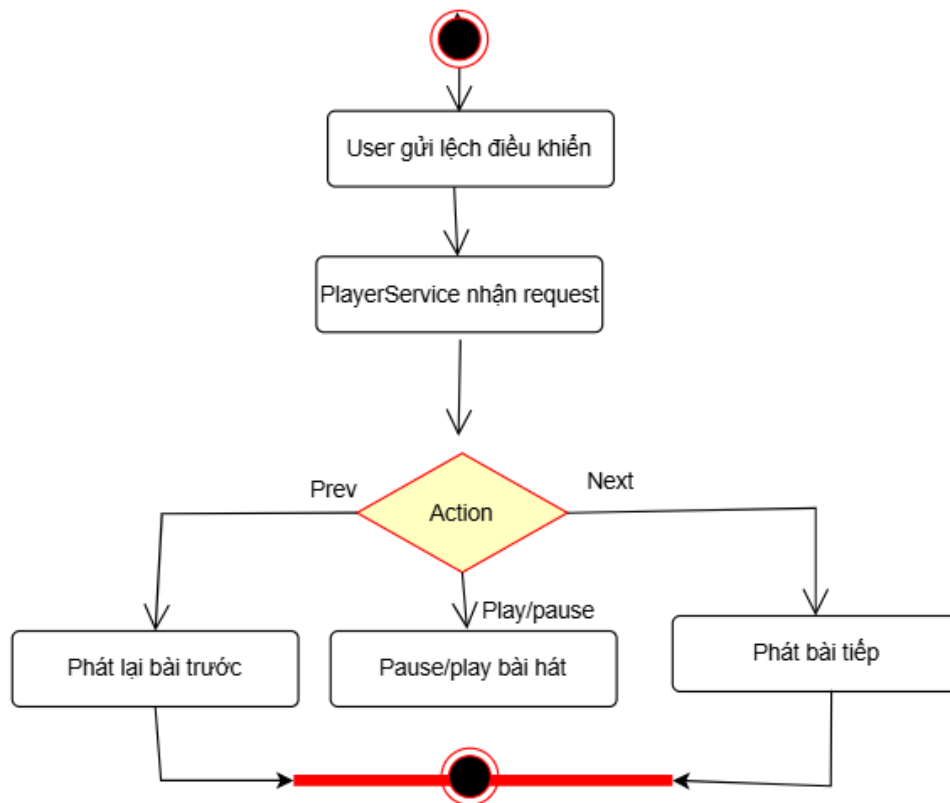 User gửi lệch điều khiển
PlayerService nhận request
Prev
Next
Action
Play/pause
Phát lại bài trước
Pause/play bài hát
Phát bài tiếp